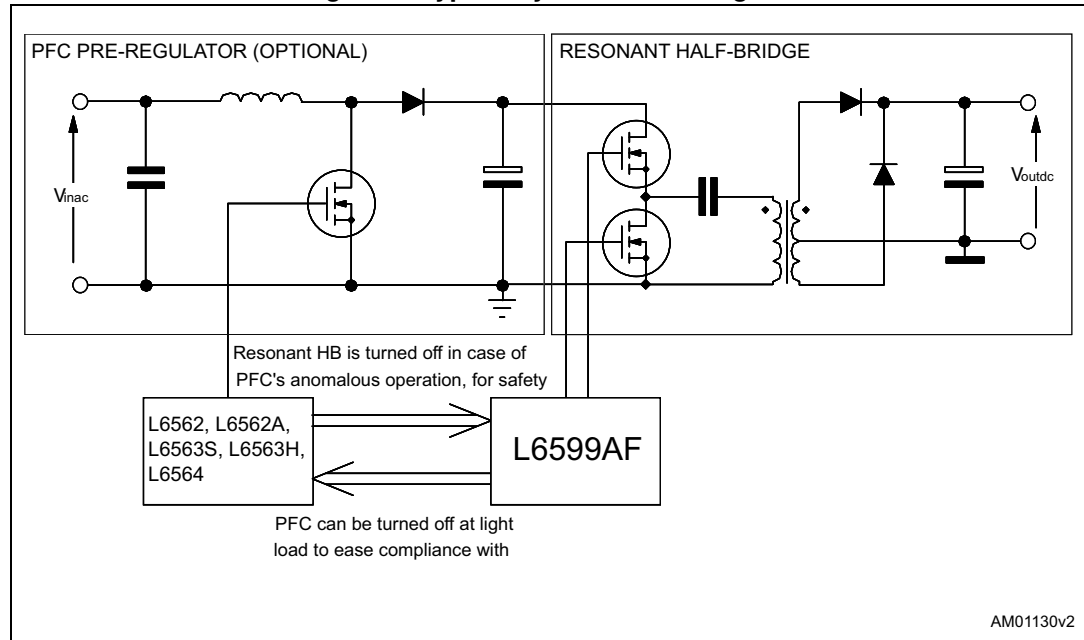 PFC PRE-REGULATOR (OPTIONAL)
RESONANT HALF-BRIDGE
Vinac
Voutdc
Resonant HB is turned off in case of
PFC's anomalous operation, for safety
L6562, L6562A,
L6563S, L6563H,
L6564
L6599AF
PFC can be turned off at light
load to ease compliance with
AM01130v2